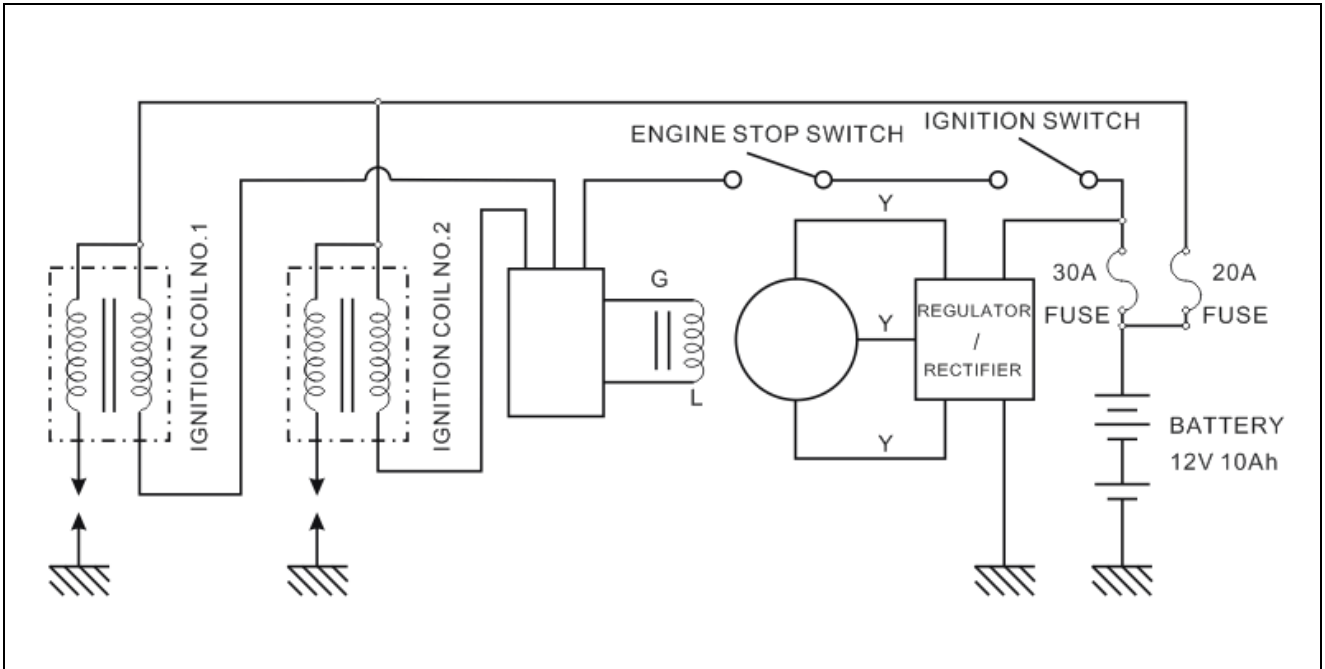 ENGINE STOP SWITCH
IGNITION SWITCH
Y
IGNITION COIL NO.1
IGNITION COIL NO.2
G
30A
FUSE
20A
FUSE
REGULATOR
/
RECTIFIER
Y
L
BATTERY
12V 10Ah
Y